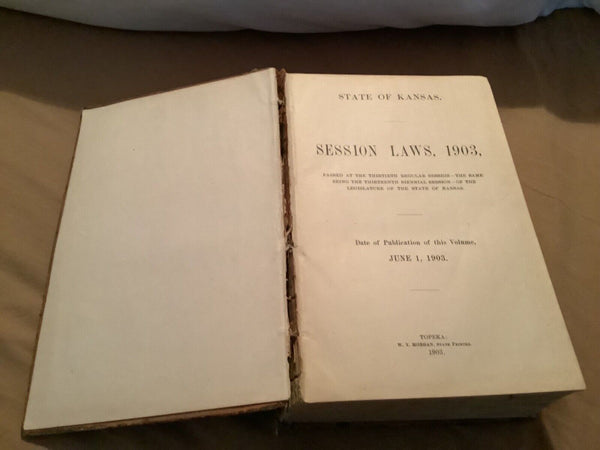 STATE OF KANSAS.
SESSION LAWS, 1903,
PASSED AT THE THIRTIETH REGULAR SESSION—THE SAME
BEING THE THIRTEENTH BIENNIAL SESSION—OF THE
LEGISLATURE OF THE STATE OF KANSAS.
Date of Publication of this Volume,
JUNE 1, 1903.
TOPEKA:
W. Y. MORGAN, STATE PRINTER.
1903.